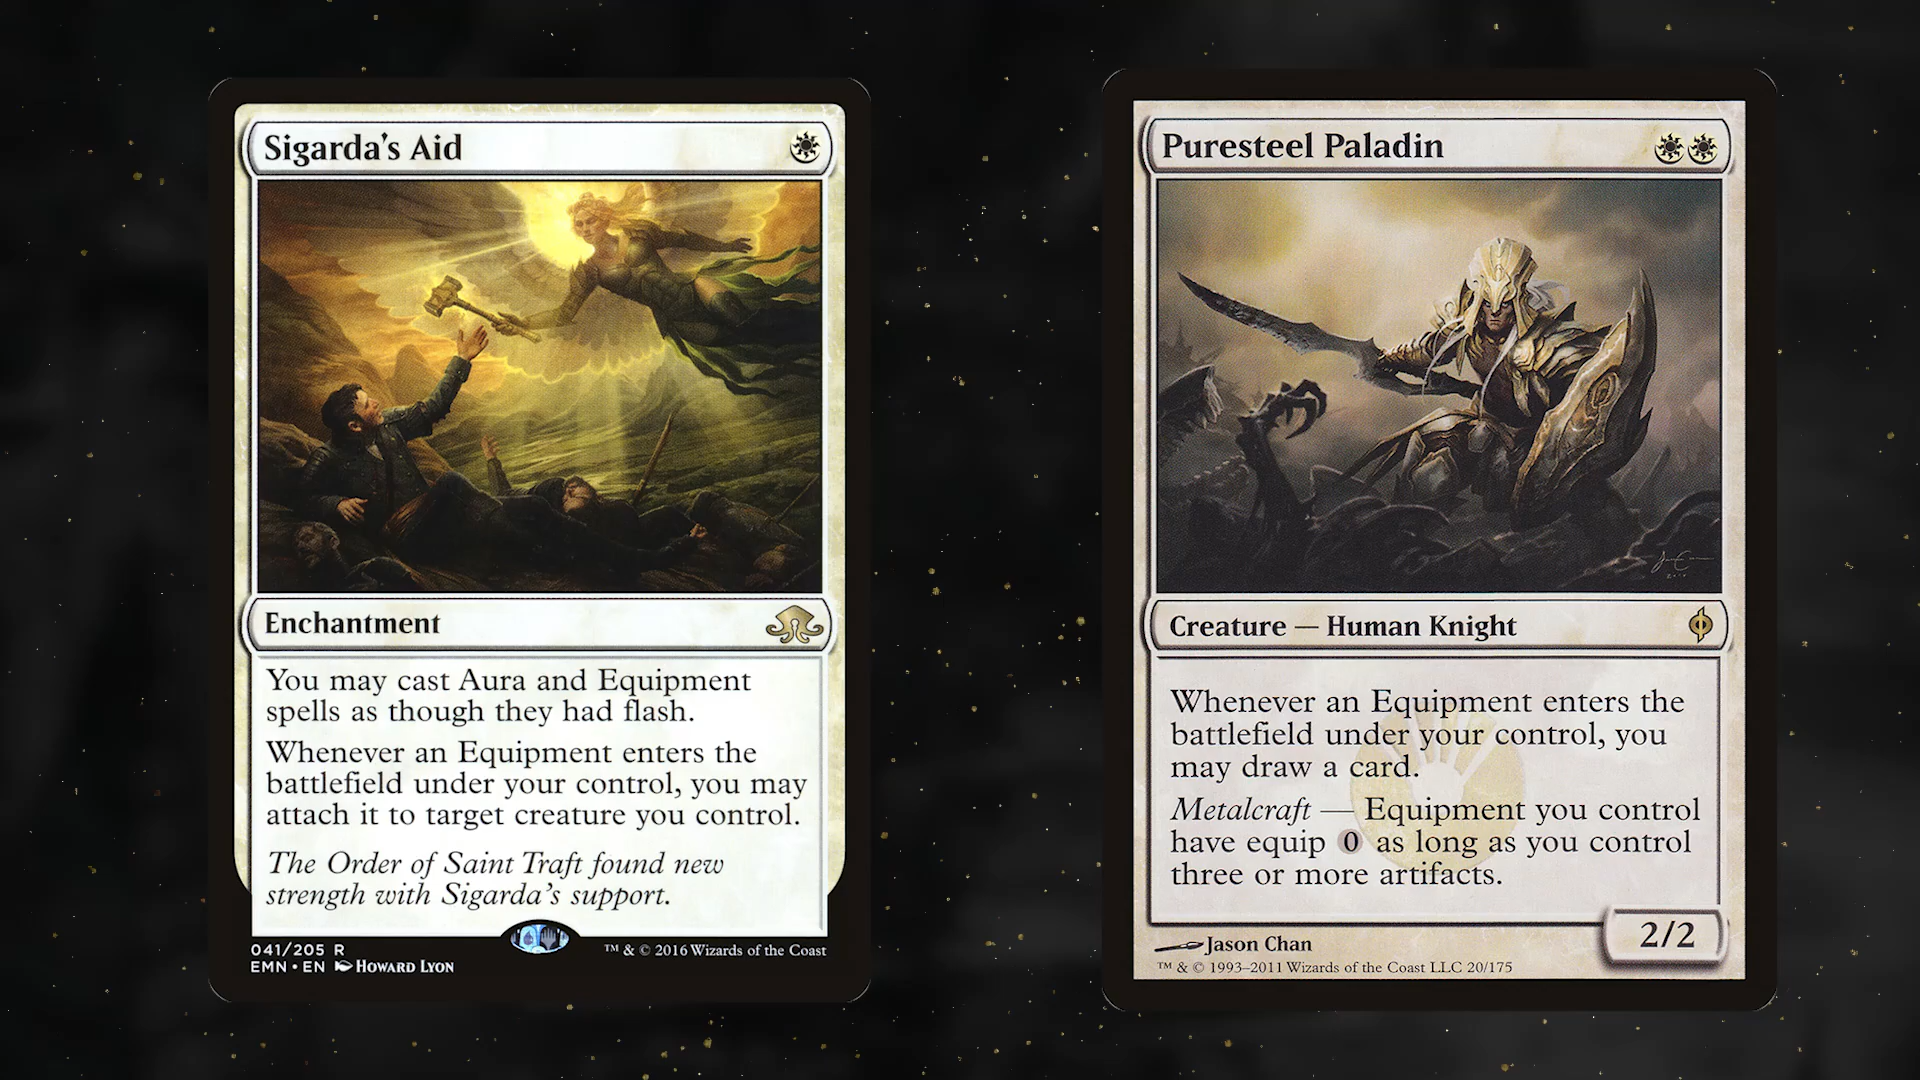 Sigarda's Aid
Enchantment
You may cast Aura and Equipment
spells as though they had flash.
Whenever an Equipment enters the
battlefield under your control, you may
attach it to target creature you control.
The Order of Saint Traft found new
strength with Sigarda's support.
041/205 R
EMN • EN Howard Lyon
™ & © 2016 Wizards of the Coast
Puresteel Paladin
Creature — Human Knight
Whenever an Equipment enters the
battlefield under your control, you
may draw a card.
Metalcraft — Equipment you control
have equip 0 as long as you control
three or more artifacts.
2/2
Jason Chan
™ & © 1993–2011 Wizards of the Coast LLC 20/175